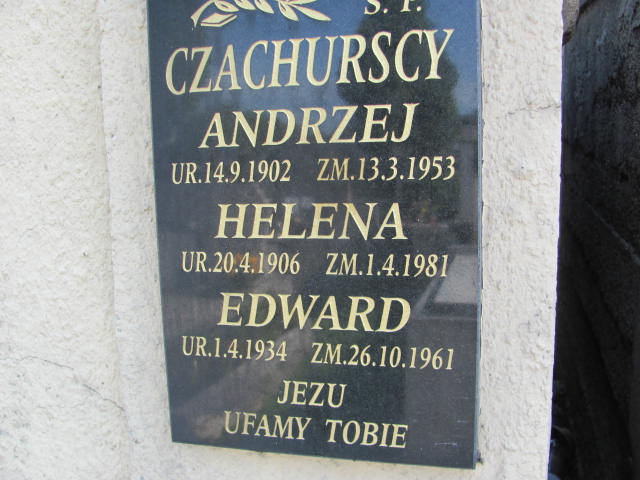 Ś. P.
CZACHURSCY
ANDRZEJ
UR.14.9.1902 ZM.13.3.1953
HELENA
UR.20.4.1906 ZM.1.4.1981
EDWARD
UR.1.4.1934 ZM.26.10.1961
JEZU
UFAMY TOBIE